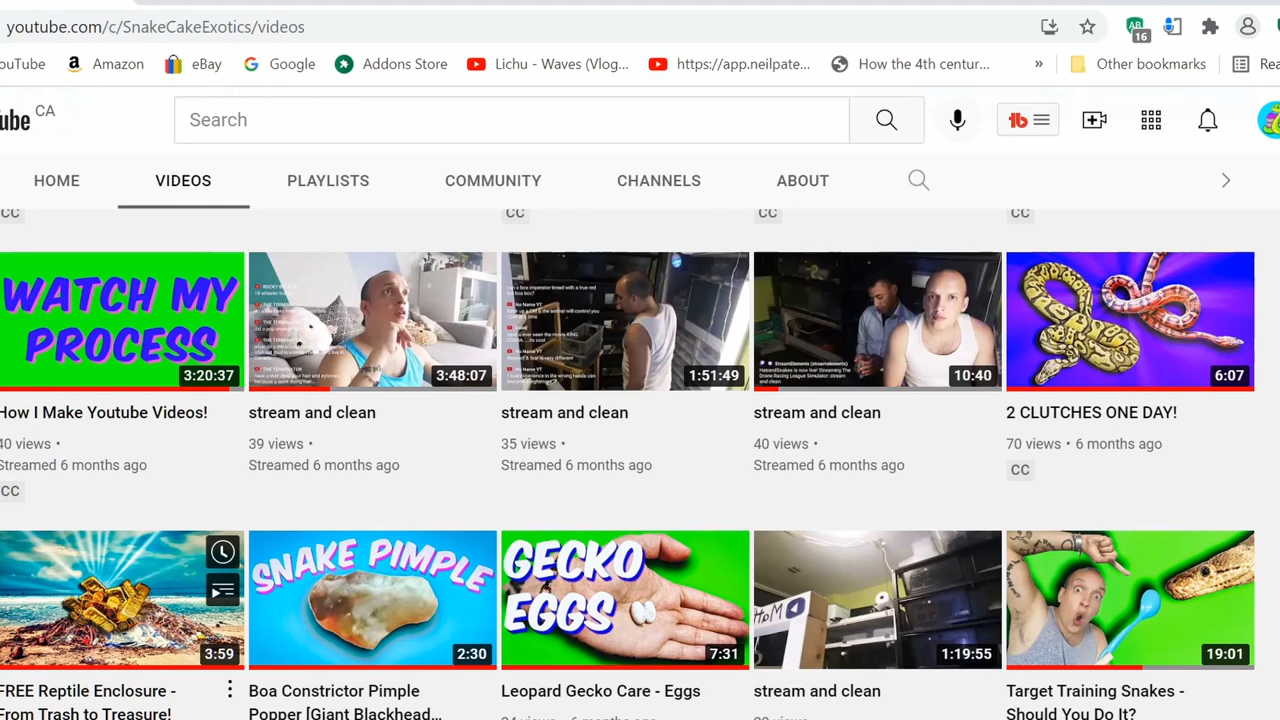 youtube.com/c/SnakeCakeExotics/videos
16
ouTube Amazon eBay Google Addons Store Lichu - Waves (Vlog... https://app.neilpate... How the 4th centur... » Other bookmarks Rea
ube CA
Search
HOME VIDEOS PLAYLISTS COMMUNITY CHANNELS ABOUT
CC CC CC CC
WATCH MY
PROCESS
3:20:37 3:48:07 1:51:49 10:40 6:07
How I Make Youtube Videos! stream and clean stream and clean stream and clean 2 CLUTCHES ONE DAY!
40 views • 39 views • 35 views • 40 views • 70 views • 6 months ago
Streamed 6 months ago Streamed 6 months ago Streamed 6 months ago Streamed 6 months ago CC
CC
SNAKE PIMPLE
GECKO
EGGS
3:59 2:30 7:31 1:19:55 19:01
FREE Reptile Enclosure - Boa Constrictor Pimple Leopard Gecko Care - Eggs stream and clean Target Training Snakes -
From Trash to Treasure! Popper [Giant Blackhead... Should You Do It?